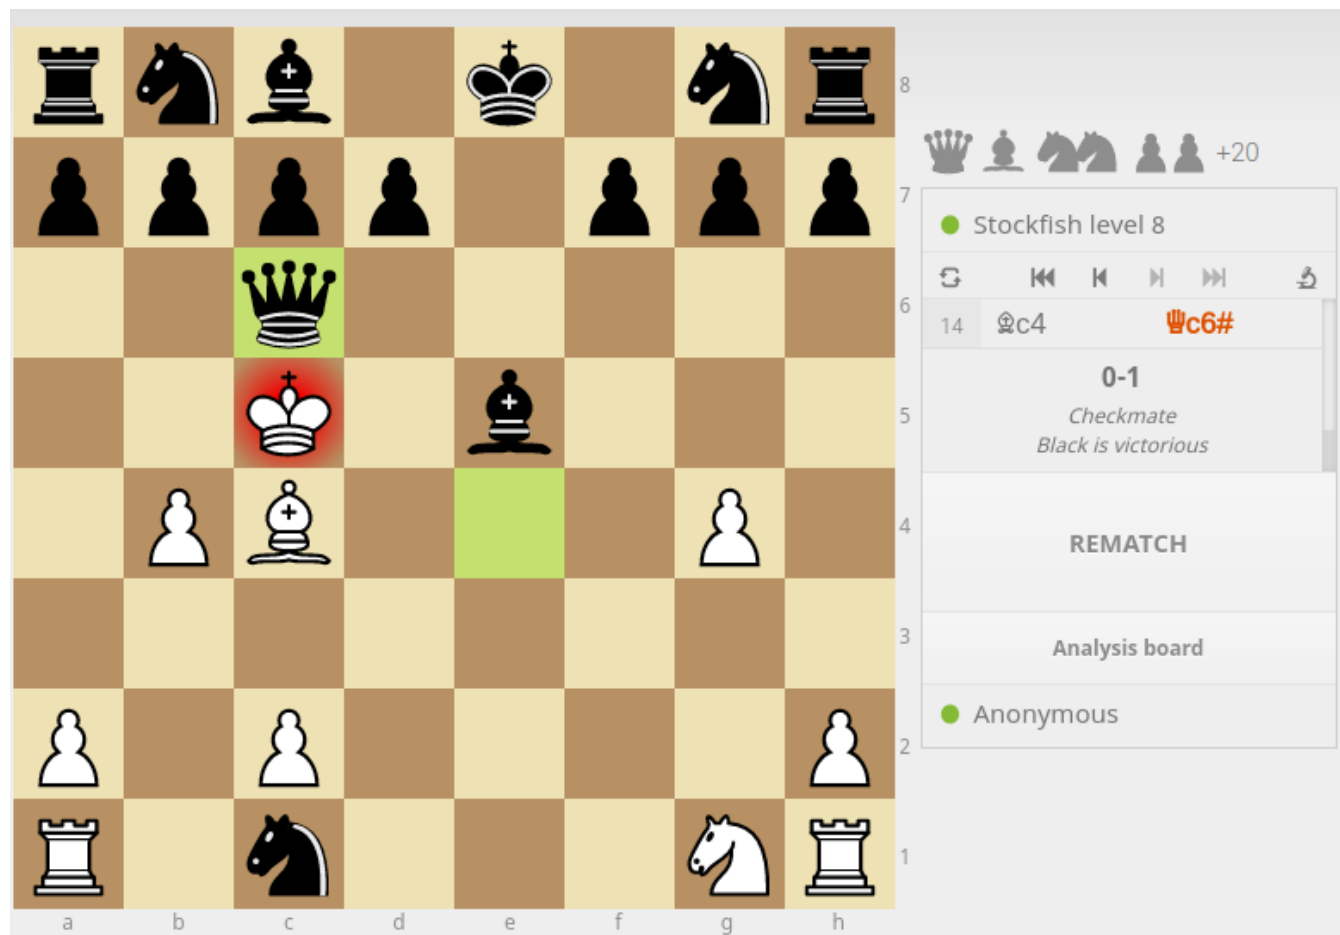 8
7
6
5
4
3
2
1
a b c d e f g h
+20
Stockfish level 8
14 ♗c4 ♛c6#
0-1
Checkmate
Black is victorious
REMATCH
Analysis board
Anonymous